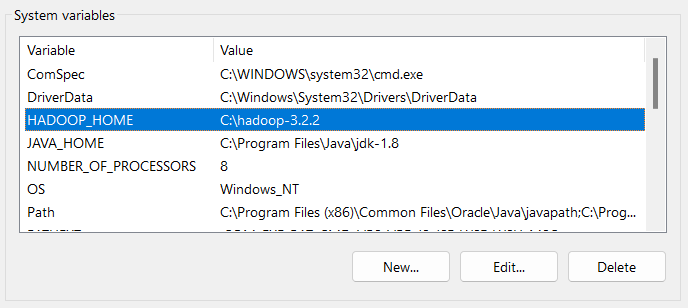 System variables
Variable Value
ComSpec C:\WINDOWS\system32\cmd.exe
DriverData C:\Windows\System32\Drivers\DriverData
HADOOP_HOME C:\hadoop-3.2.2
JAVA_HOME C:\Program Files\Java\jdk-1.8
NUMBER_OF_PROCESSORS 8
OS Windows_NT
Path C:\Program Files (x86)\Common Files\Oracle\Java\javapath;C:\Prog...
New... Edit... Delete